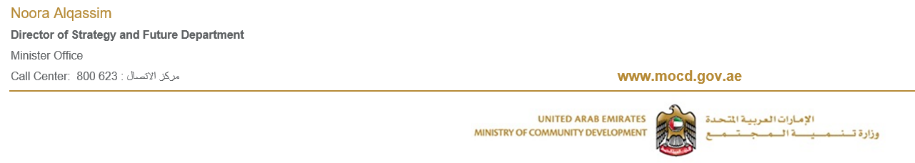 Noora Alqassim
Director of Strategy and Future Department
Minister Office
Call Center: 800 623 : مركز الاتصال
www.mocd.gov.ae
UNITED ARAB EMIRATES
MINISTRY OF COMMUNITY DEVELOPMENT
الإمارات العربية المتحدة
وزارة تنمية المجتمع